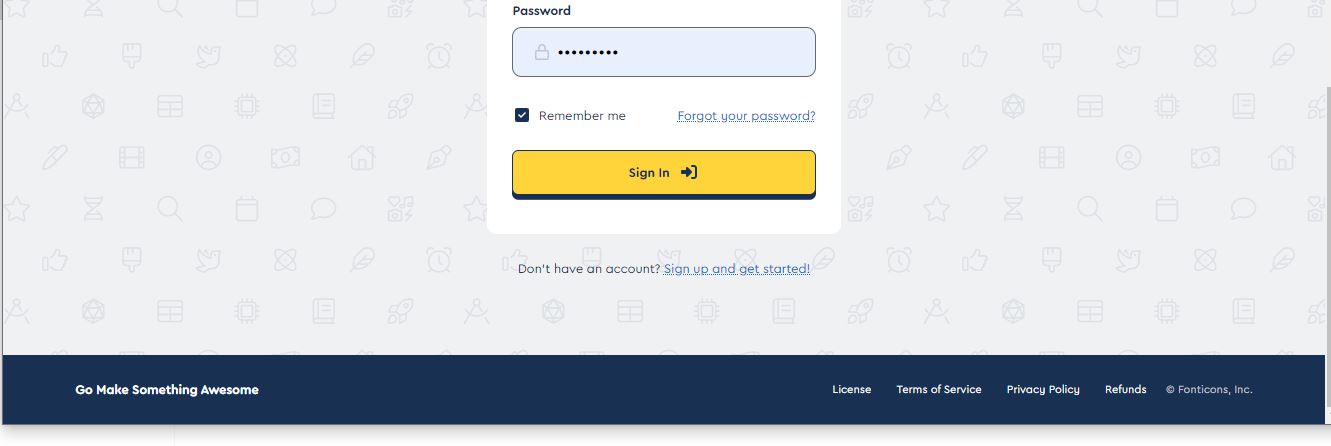 Password
•••••••••
Remember me
Forgot your password?
Sign In
Don't have an account? Sign up and get started!
Go Make Something Awesome
License
Terms of Service
Privacy Policy
Refunds
© Fonticons, Inc.